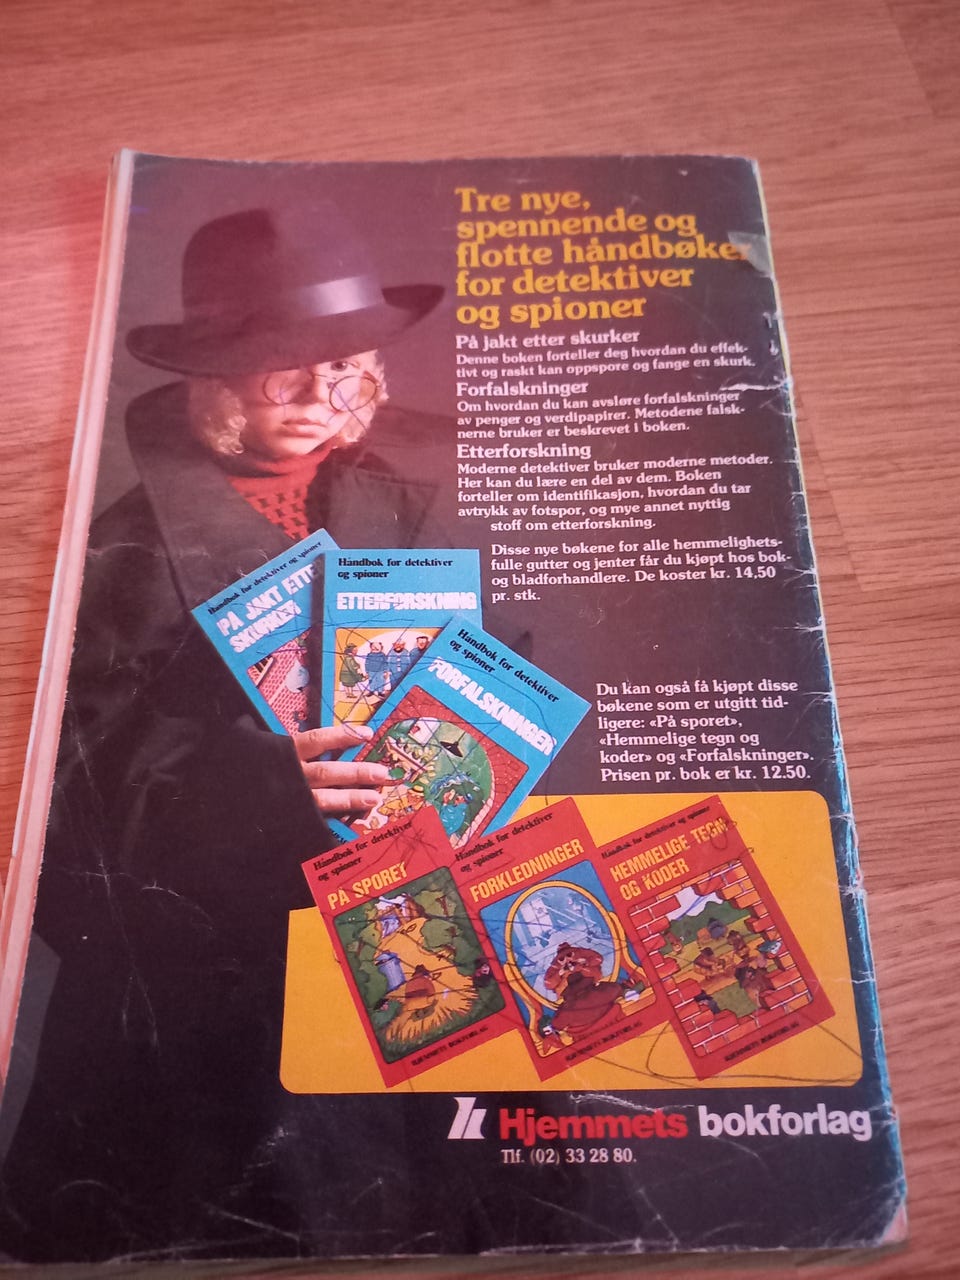 Tre nye,
spennende og
flotte håndbøker
for detektiver
og spioner
På jakt etter skurker
Denne boken forteller deg hvordan du effek-
tivt og raskt kan oppspore og fange en skurk.
Forfalskninger
Om hvordan du kan avsløre forfalskninger
av penger og verdipapirer. Metodene falsk-
nerne bruker er beskrevet i boken.
Etterforskning
Moderne detektiver bruker moderne metoder.
Her kan du lære en del av dem. Boken
forteller om identifikasjon, hvordan du tar
avtrykk av fotspor, og mye annet nyttig
stoff om etterforskning.
Disse nye bøkene for alle hemmelighets-
fulle gutter og jenter får du kjøpt hos bok-
og bladforhandlere. De koster kr. 14,50
pr. stk.
Håndbok for detektiver og spioner
PÅ JAKT ETTE
SKURKER
Håndbok for detektiver
og spioner
ETTERFORSKNING
Håndbok for detektiver
og spioner
FORFALSKNINGER
Du kan også få kjøpt disse
bøkene som er utgitt tid-
ligere: «På sporet»,
«Hemmelige tegn og
koder» og «Forfalskninger».
Prisen pr. bok er kr. 12.50.
Håndbok for detektiver
og spioner
PÅ SPORET
HJEMMETS BOKFORLAG
Håndbok for detektiver
og spioner
FORKLEDNINGER
HJEMMETS BOKFORLAG
Håndbok for detektiver og spioner
HEMMELIGE TEGN
OG KODER
HJEMMETS BOKFORLAG
Hjemmets bokforlag
Tlf. (02) 33 28 80.